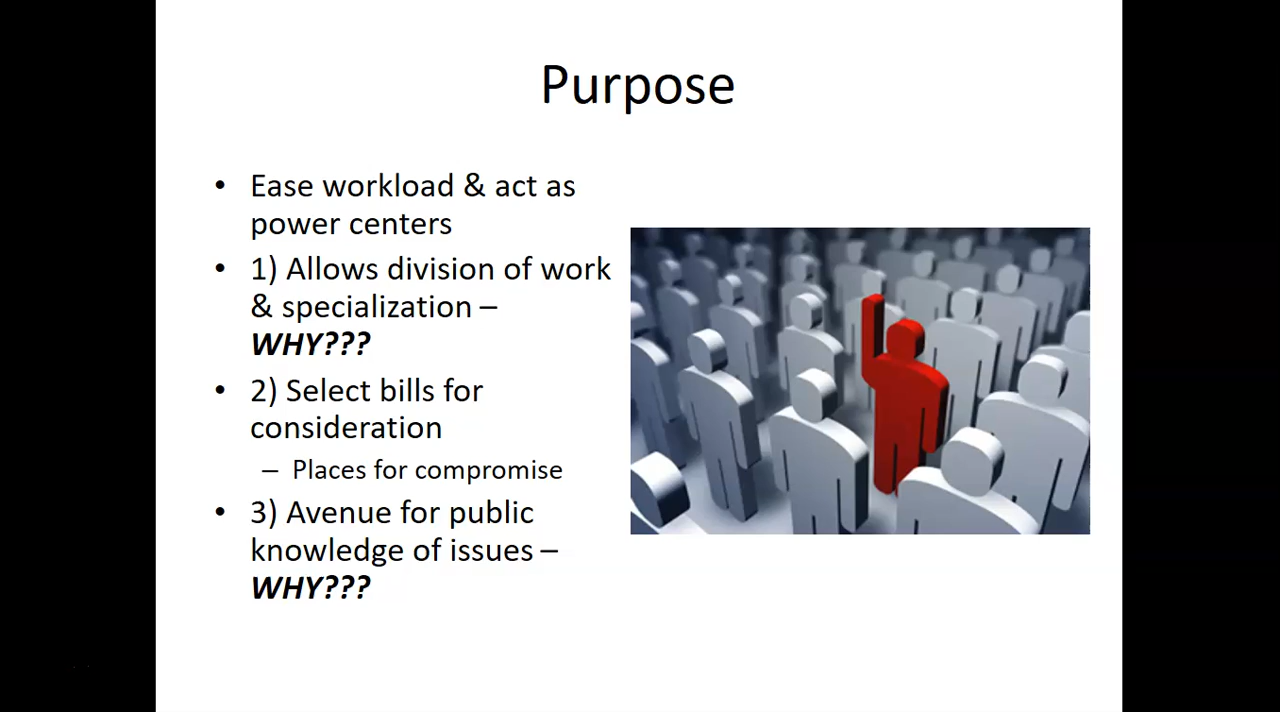 Purpose
• Ease workload & act as
power centers
• 1) Allows division of work
& specialization –
WHY???
• 2) Select bills for
consideration
– Places for compromise
• 3) Avenue for public
knowledge of issues –
WHY???